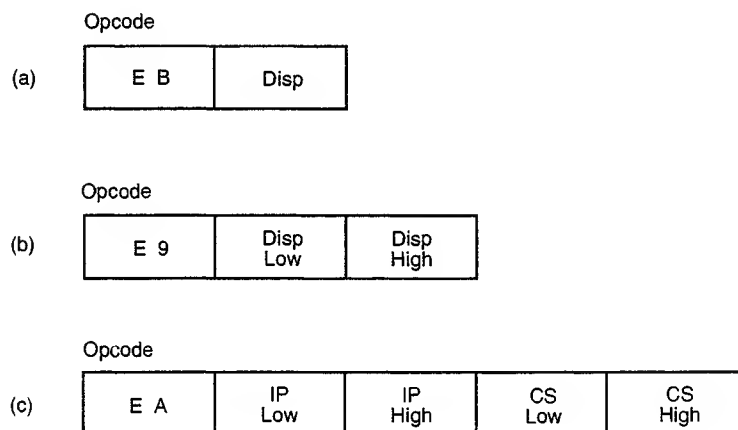 Opcode
(a) E B Disp
Opcode
(b) E 9 Disp Low Disp High
Opcode
(c) E A IP Low IP High CS Low CS High